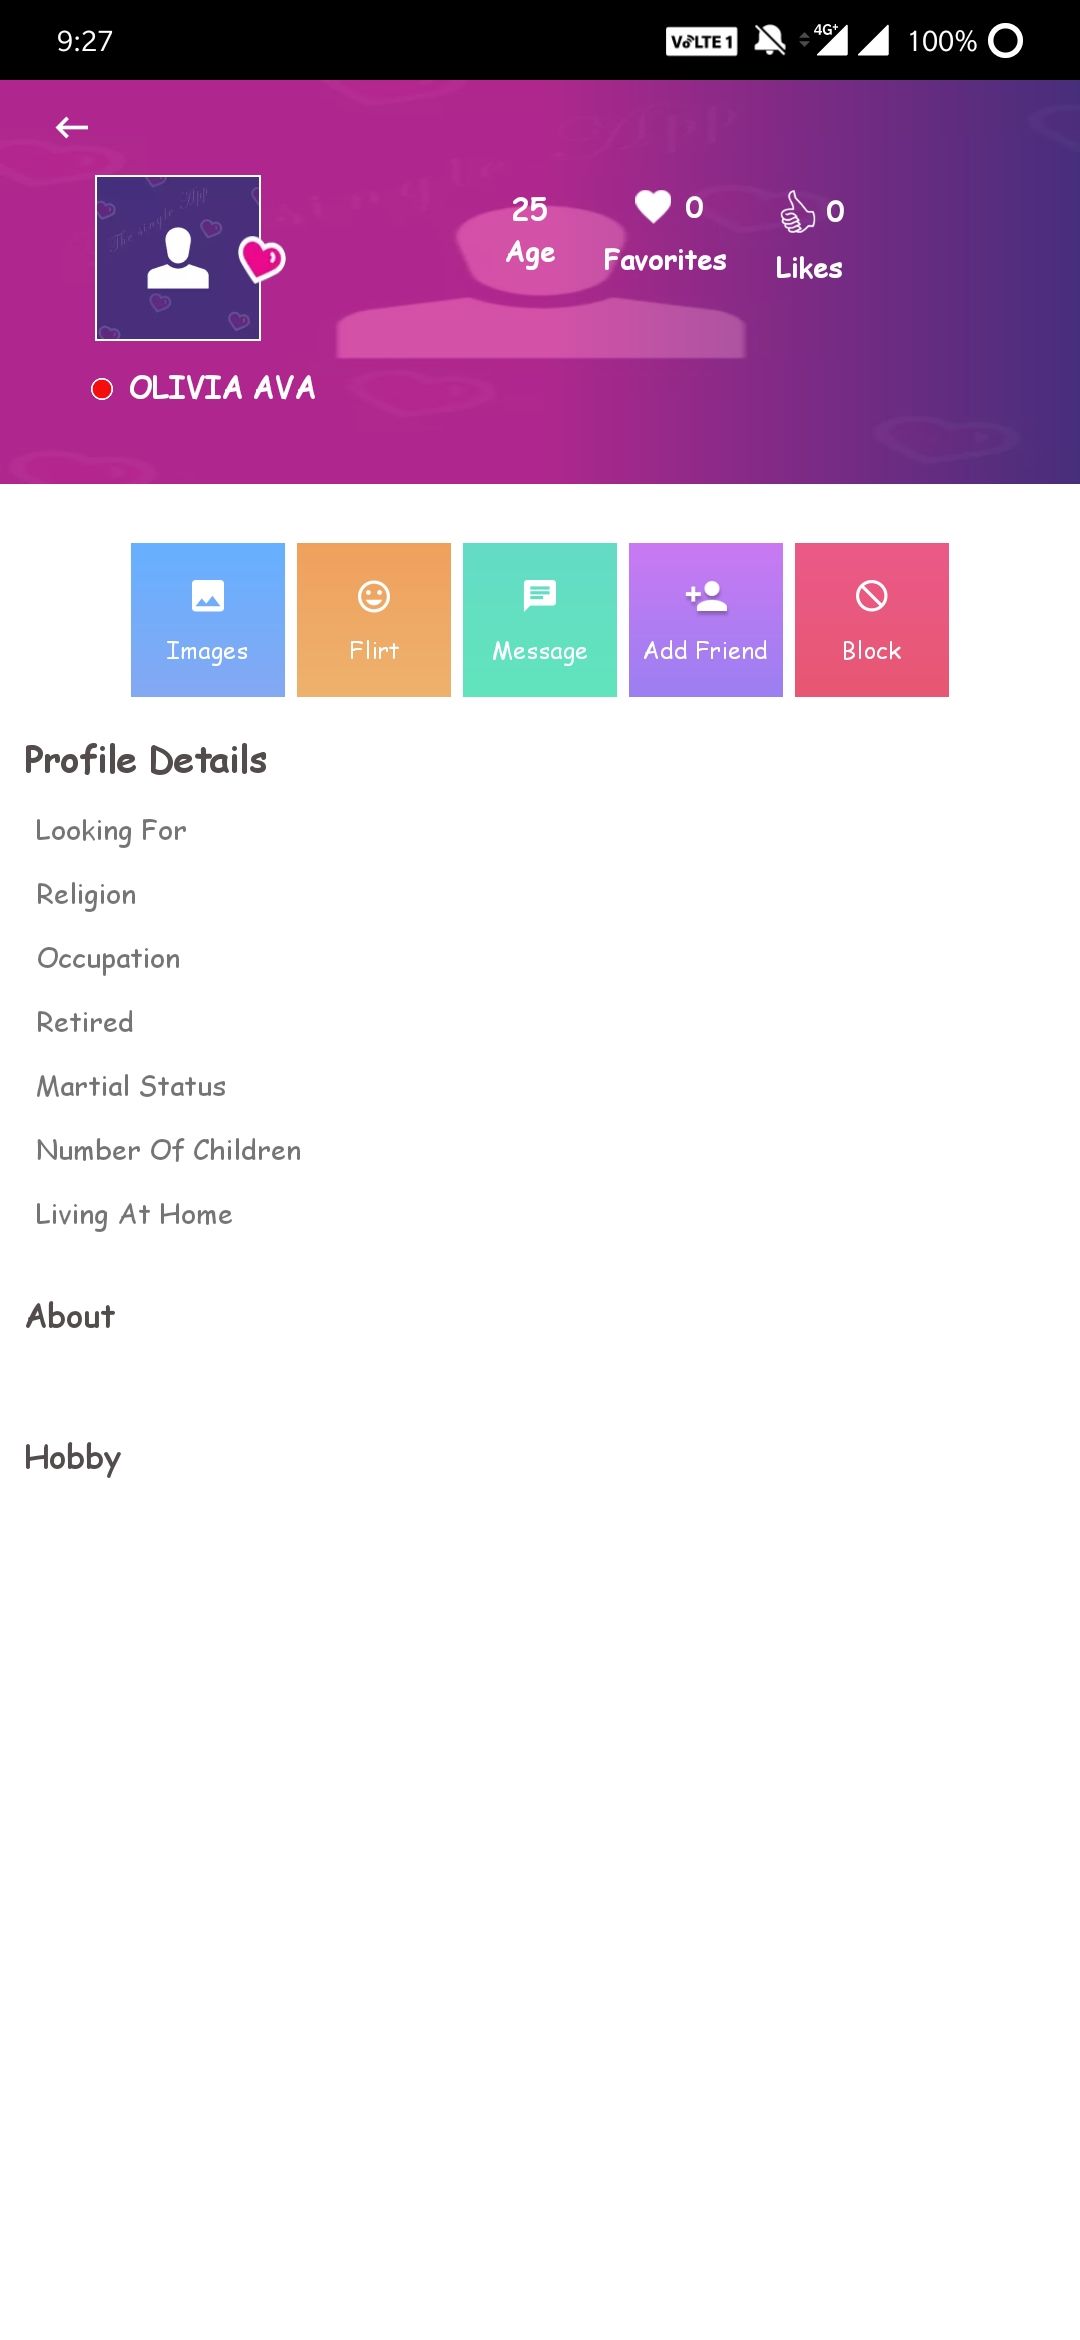 9:27
VoLTE 1 4G+ 100%
The single App
25 0 0
Age Favorites Likes
OLIVIA AVA
Images Flirt Message Add Friend Block
Profile Details
Looking For
Religion
Occupation
Retired
Martial Status
Number Of Children
Living At Home
About
Hobby